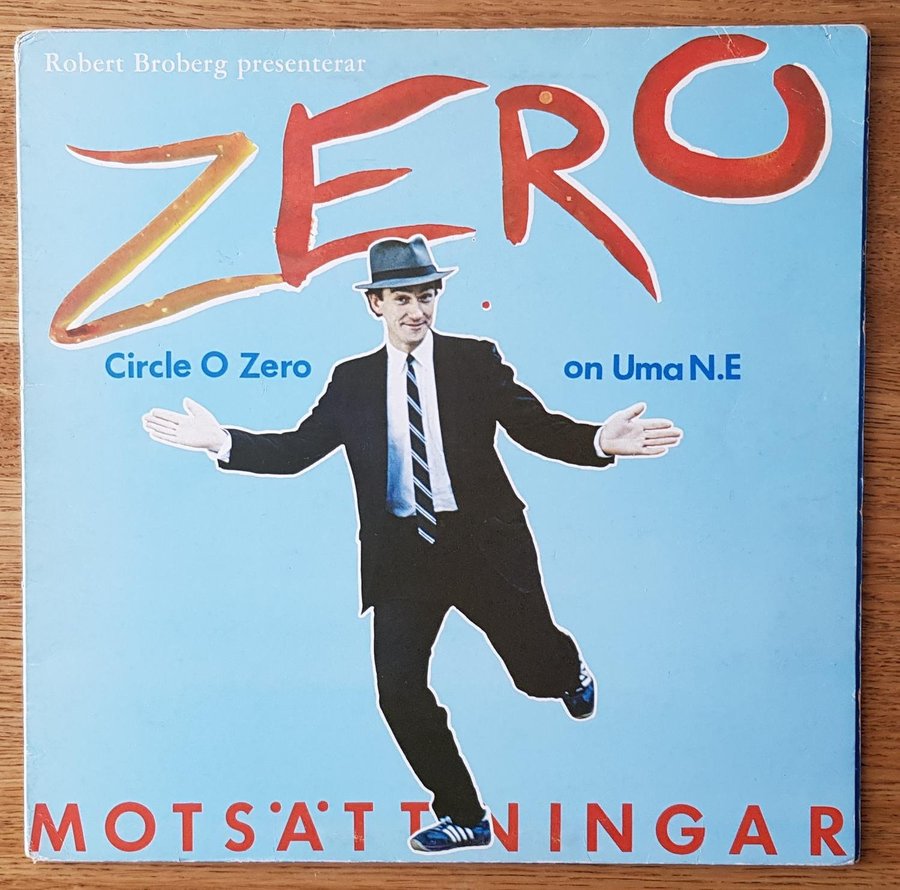 Robert Broberg presenterar
ZERO
Circle O Zero on Uma N.E
MOTSÄTTNINGAR